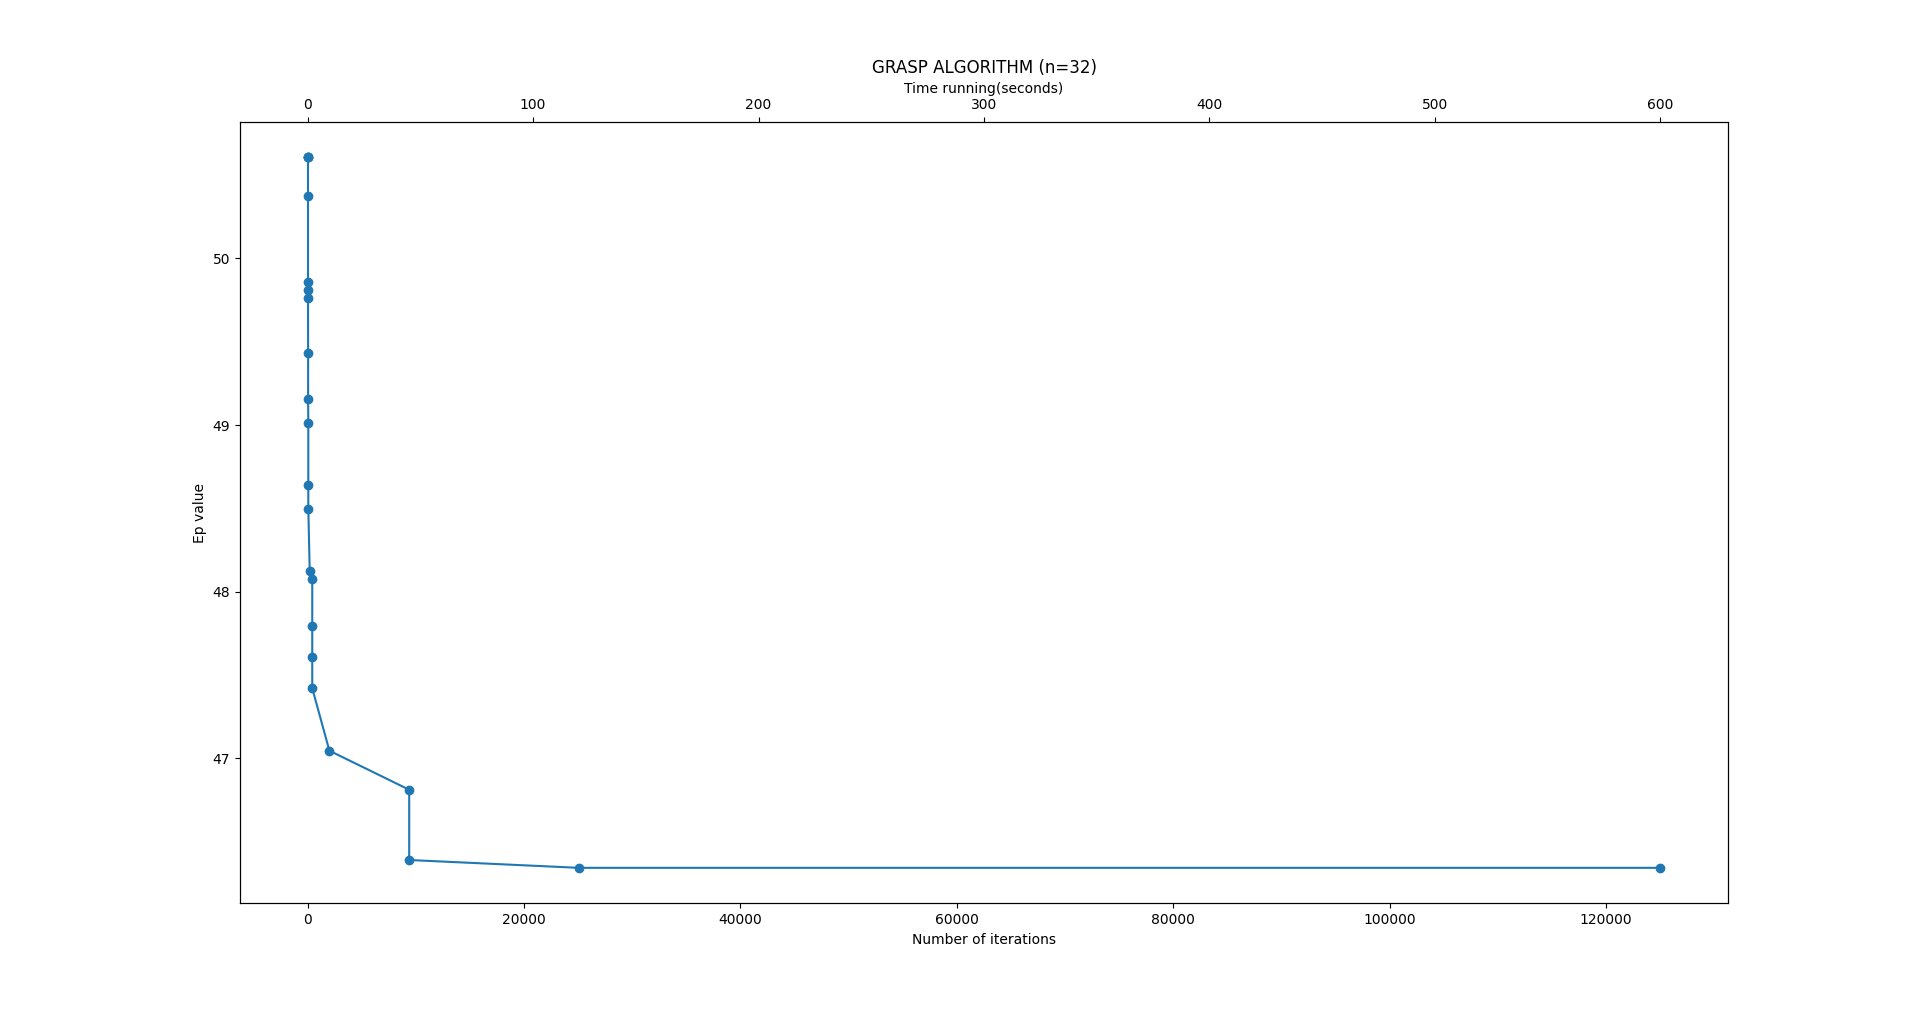 GRASP ALGORITHM (n=32)
Time running(seconds)
0 100 200 300 400 500 600
50
49
48
47
Ep value
0 20000 40000 60000 80000 100000 120000
Number of iterations